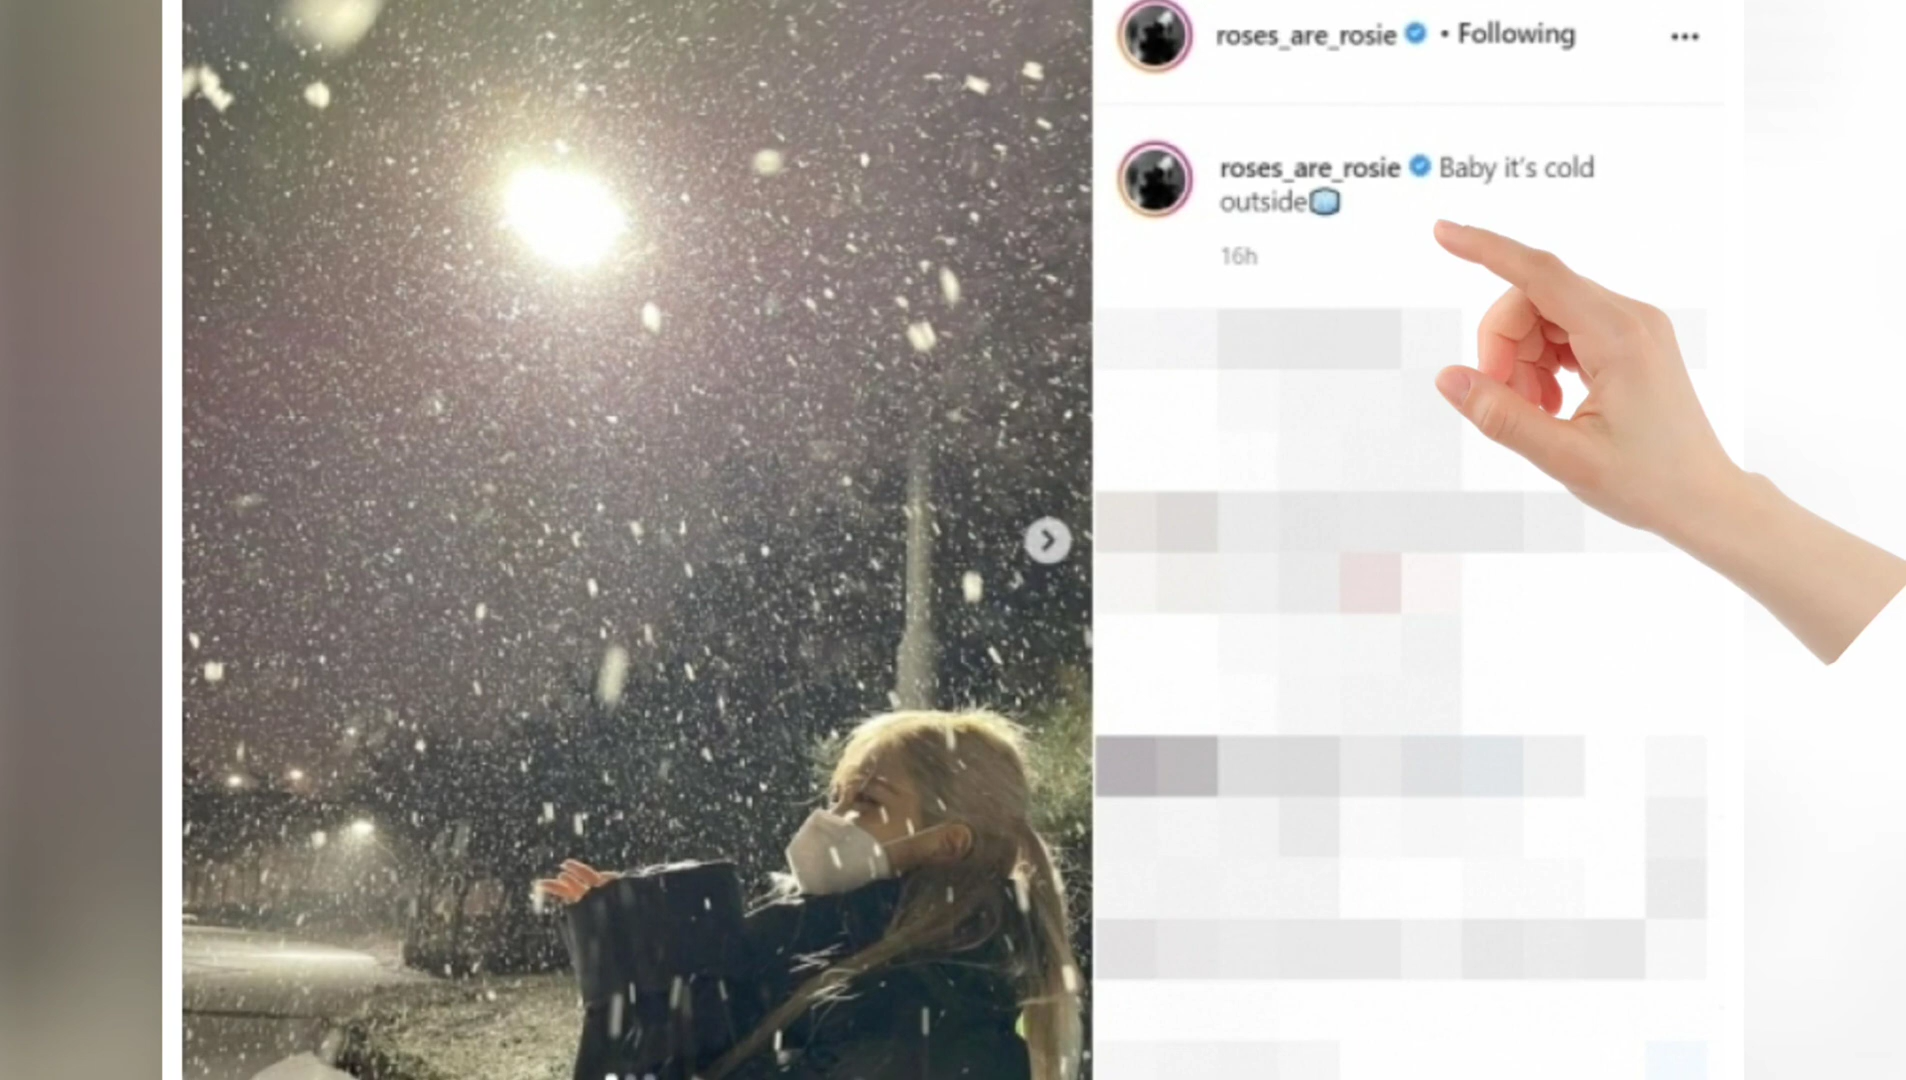 roses_are_rosie • Following
roses_are_rosie Baby it's cold
outside🧊
16h